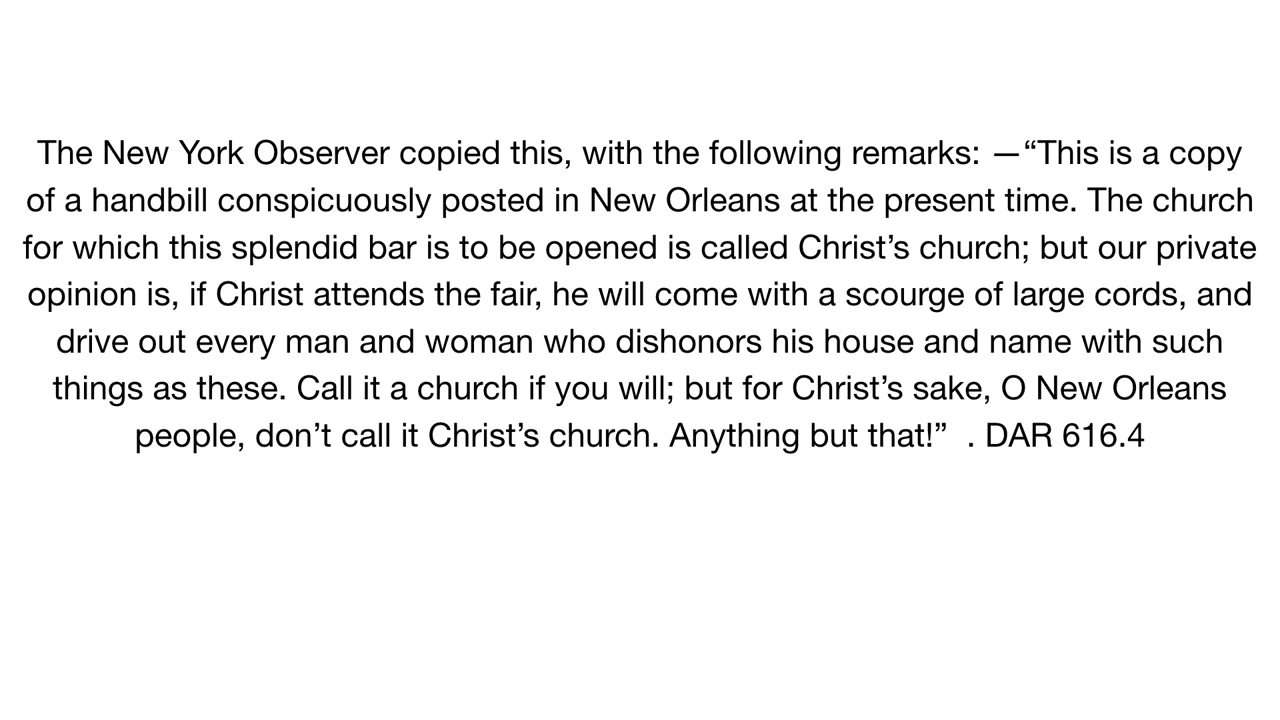 The New York Observer copied this, with the following remarks: —“This is a copy
of a handbill conspicuously posted in New Orleans at the present time. The church
for which this splendid bar is to be opened is called Christ’s church; but our private
opinion is, if Christ attends the fair, he will come with a scourge of large cords, and
drive out every man and woman who dishonors his house and name with such
things as these. Call it a church if you will; but for Christ’s sake, O New Orleans
people, don’t call it Christ’s church. Anything but that!”  . DAR 616.4